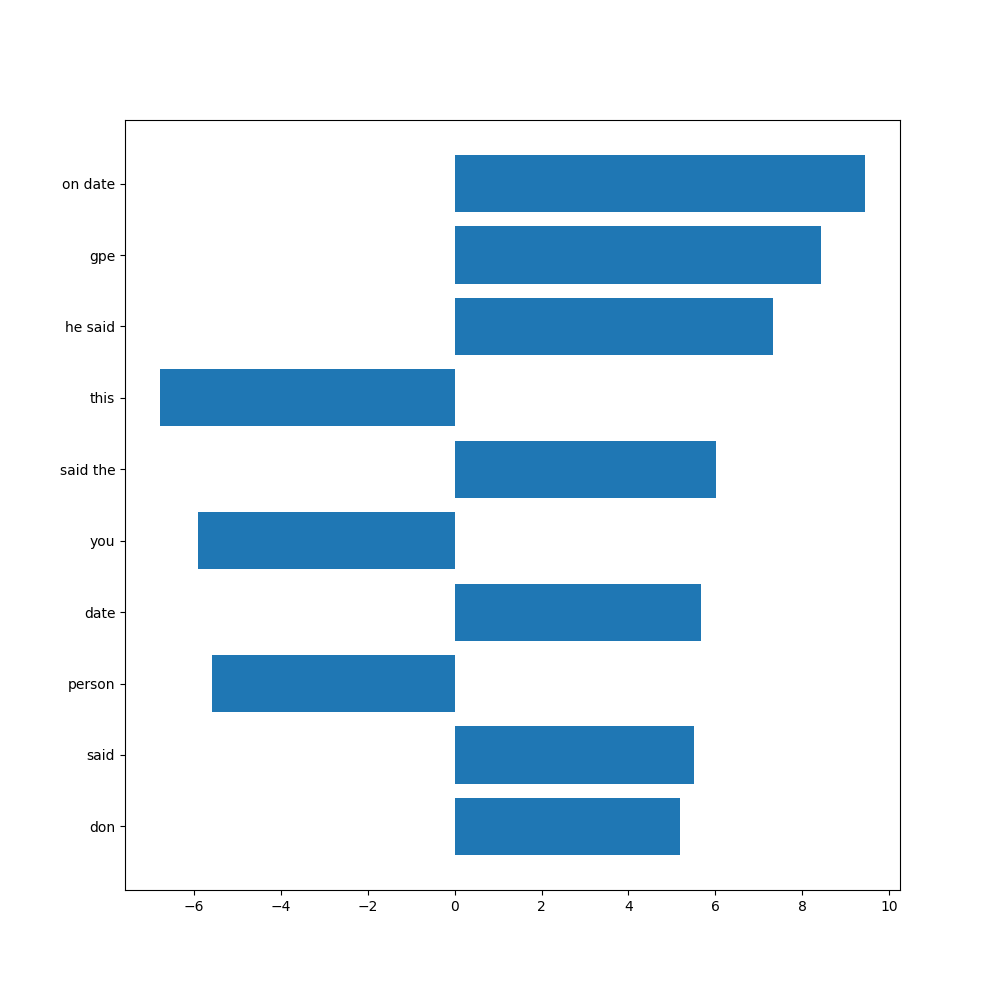 on date
gpe
he said
this
said the
you
date
person
said
don
−6 −4 −2 0 2 4 6 8 10